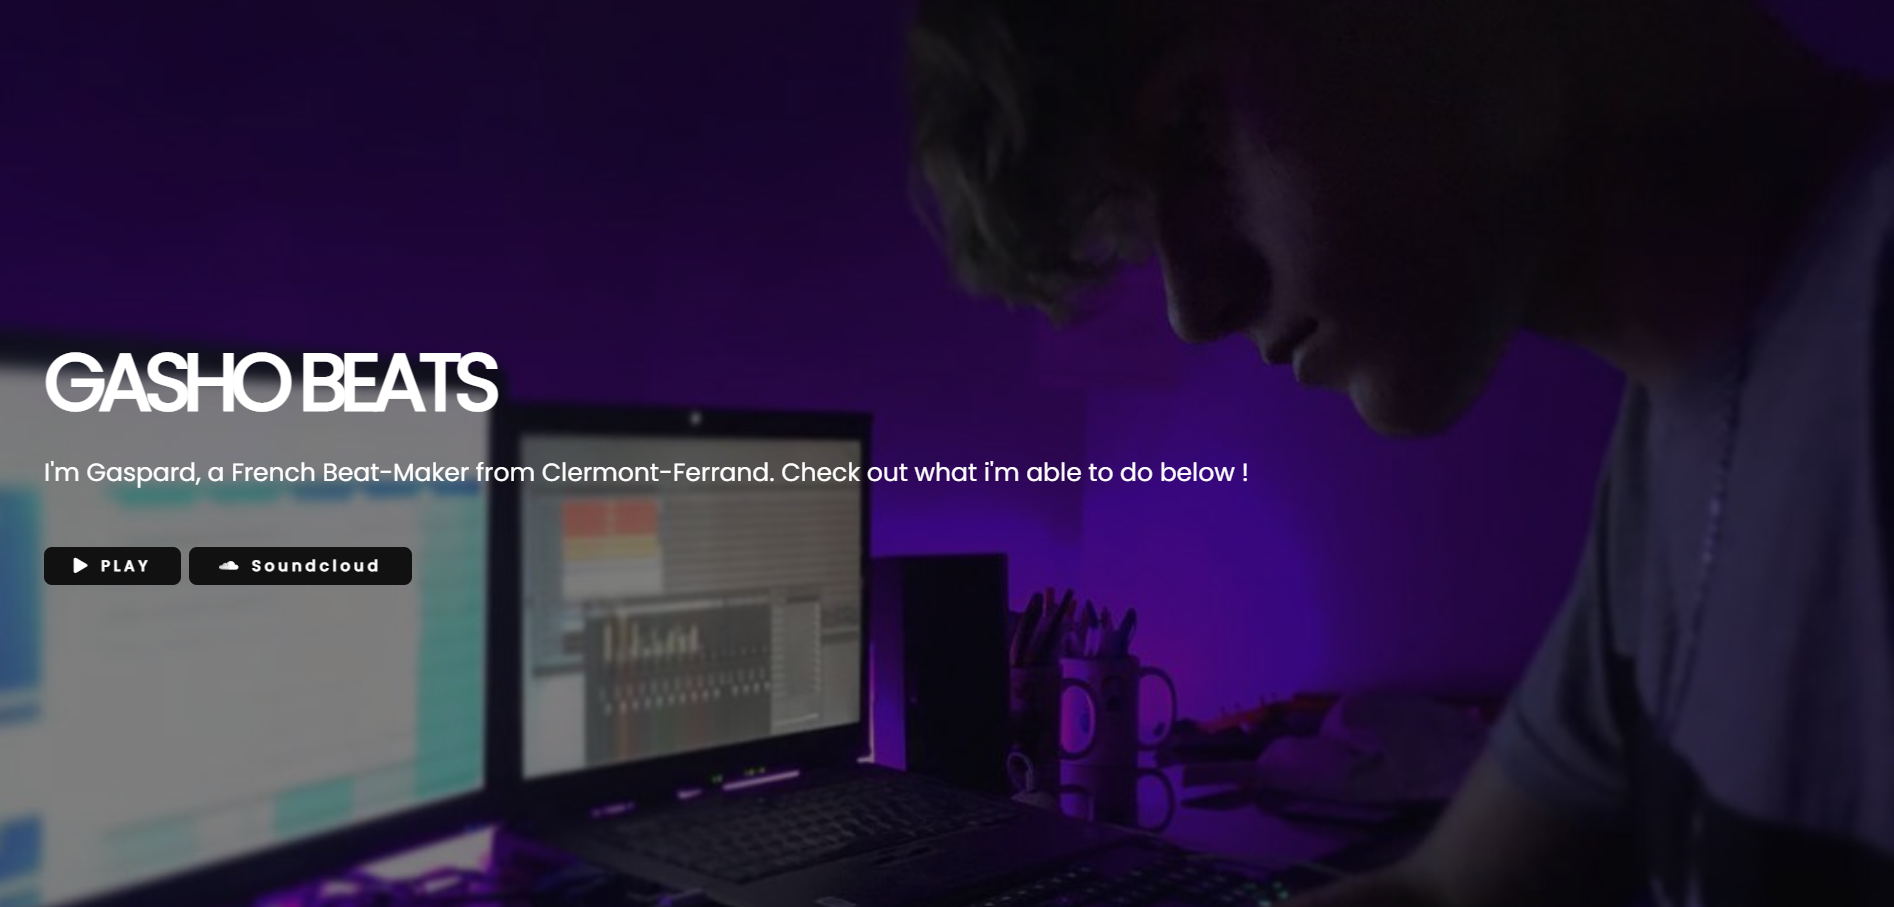 GASHO BEATS
I'm Gaspard, a French Beat-Maker from Clermont-Ferrand. Check out what i'm able to do below !
PLAY
Soundcloud